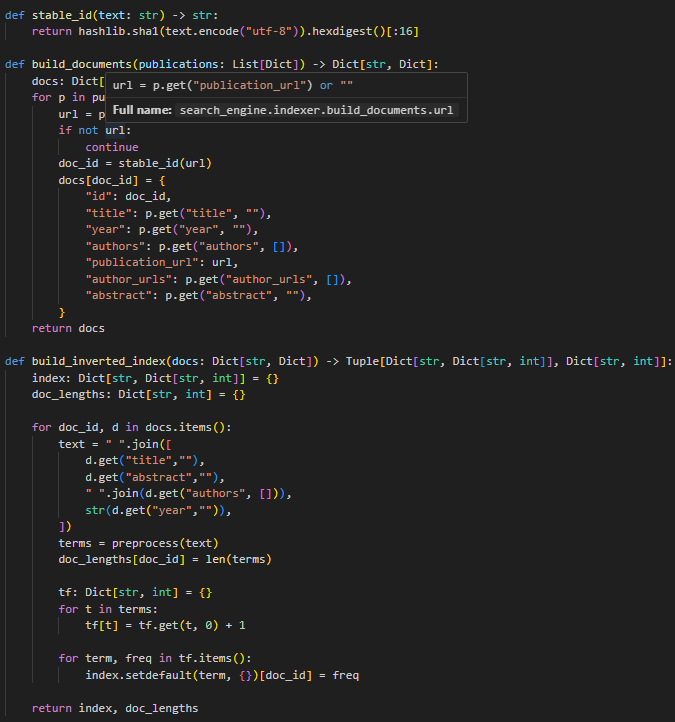 def stable_id(text: str) -> str:
    return hashlib.sha1(text.encode("utf-8")).hexdigest()[:16]

def build_documents(publications: List[Dict]) -> Dict[str, Dict]:
    docs: Dict[
url = p.get("publication_url") or ""
    for p in pu
Full name: search_engine.indexer.build_documents.url
        url = p
        if not url:
            continue
        doc_id = stable_id(url)
        docs[doc_id] = {
            "id": doc_id,
            "title": p.get("title", ""),
            "year": p.get("year", ""),
            "authors": p.get("authors", []),
            "publication_url": url,
            "author_urls": p.get("author_urls", []),
            "abstract": p.get("abstract", ""),
        }
    return docs

def build_inverted_index(docs: Dict[str, Dict]) -> Tuple[Dict[str, Dict[str, int]], Dict[str, int]]:
    index: Dict[str, Dict[str, int]] = {}
    doc_lengths: Dict[str, int] = {}

    for doc_id, d in docs.items():
        text = " ".join([
            d.get("title",""),
            d.get("abstract",""),
            " ".join(d.get("authors", [])),
            str(d.get("year","")),
        ])
        terms = preprocess(text)
        doc_lengths[doc_id] = len(terms)

        tf: Dict[str, int] = {}
        for t in terms:
            tf[t] = tf.get(t, 0) + 1

        for term, freq in tf.items():
            index.setdefault(term, {})[doc_id] = freq

    return index, doc_lengths